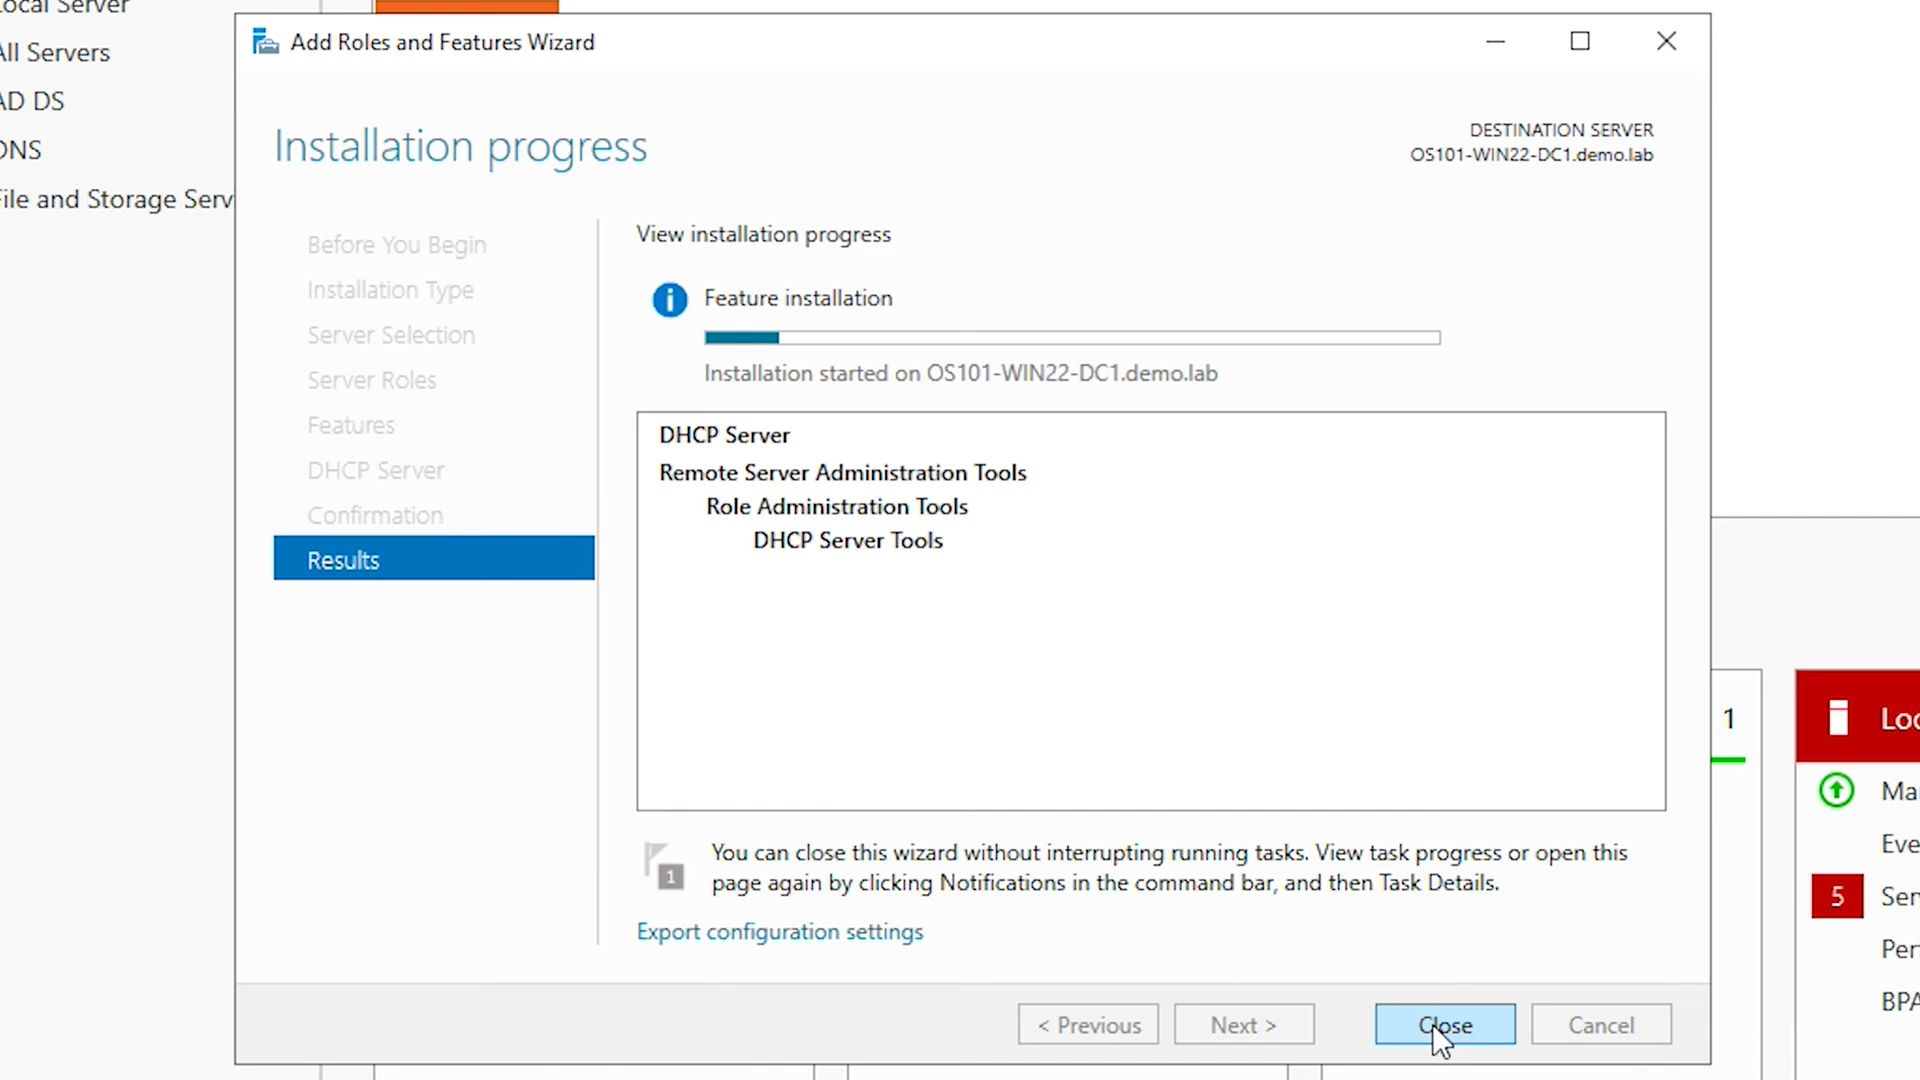 Local Server
All Servers
AD DS
DNS
File and Storage Serv
Add Roles and Features Wizard
Installation progress
DESTINATION SERVER
OS101-WIN22-DC1.demo.lab
Before You Begin
Installation Type
Server Selection
Server Roles
Features
DHCP Server
Confirmation
Results
View installation progress
i
Feature installation
Installation started on OS101-WIN22-DC1.demo.lab
DHCP Server
Remote Server Administration Tools
Role Administration Tools
DHCP Server Tools
1
You can close this wizard without interrupting running tasks. View task progress or open this
page again by clicking Notifications in the command bar, and then Task Details.
Export configuration settings
< Previous
Next >
Close
Cancel
1
Loc
Ma
Eve
5
Ser
Per
BPA